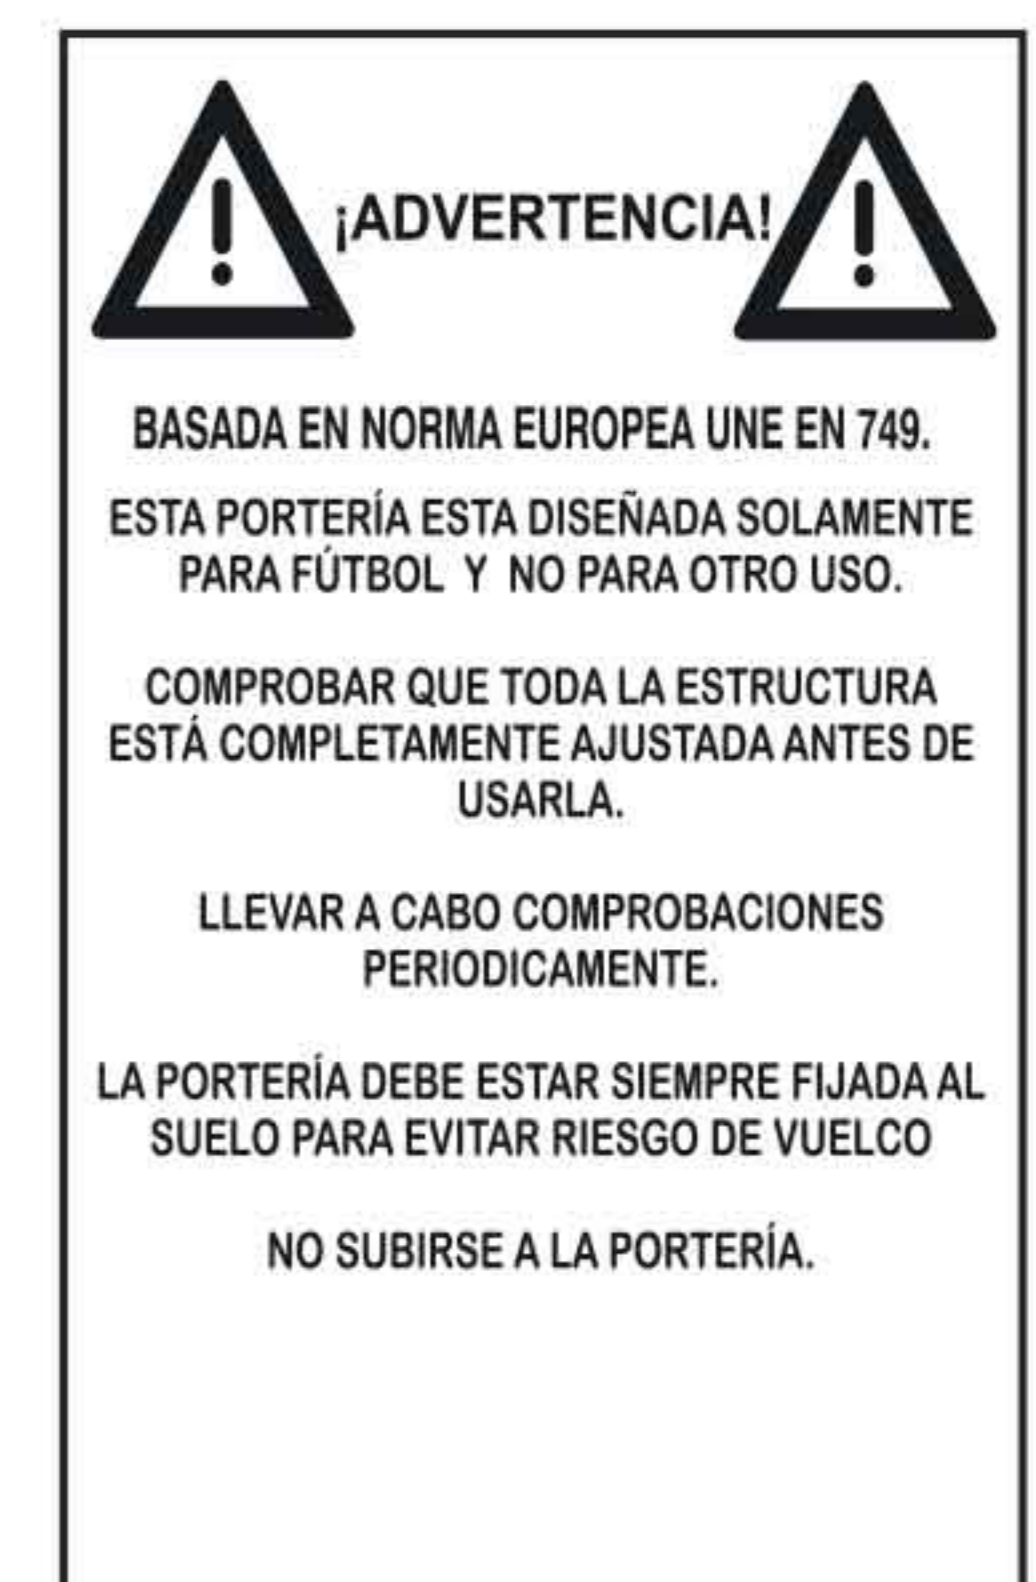 ¡ADVERTENCIA!
BASADA EN NORMA EUROPEA UNE EN 749.
ESTA PORTERÍA ESTA DISEÑADA SOLAMENTE
PARA FÚTBOL Y NO PARA OTRO USO.
COMPROBAR QUE TODA LA ESTRUCTURA
ESTÁ COMPLETAMENTE AJUSTADA ANTES DE
USARLA.
LLEVAR A CABO COMPROBACIONES
PERIODICAMENTE.
LA PORTERÍA DEBE ESTAR SIEMPRE FIJADA AL
SUELO PARA EVITAR RIESGO DE VUELCO
NO SUBIRSE A LA PORTERÍA.